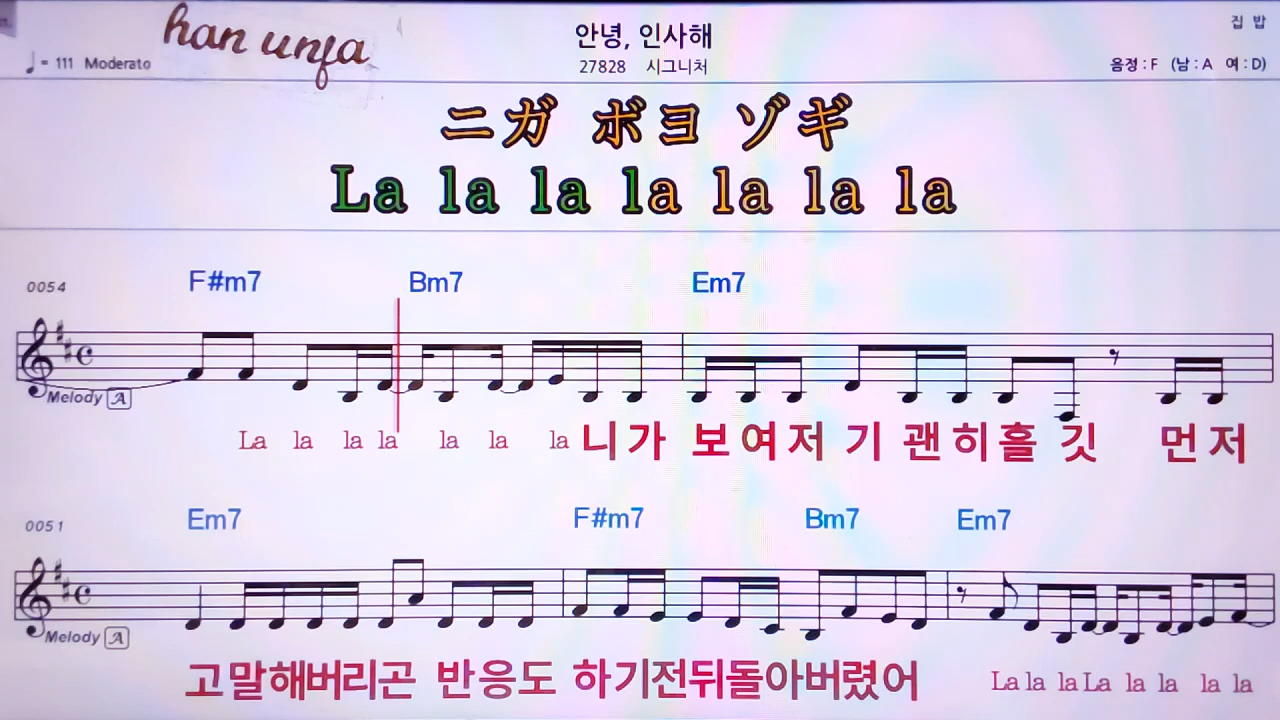 han unfa
안녕, 인사해
집 밥
♩= 111 Moderato
27828 시그니처
음정 : F (남 : A 여 : D)
ニガ ボヨ ゾギ
La la la la la la la
0054
F#m7 Bm7 Em7
Melody A
La la la la la la la 니가 보여저 기 괜히흘 깃 먼저
0051
Em7 F#m7 Bm7 Em7
Melody A
고말해버리곤 반응도 하기전뒤돌아버렸어 La la la La la la la la